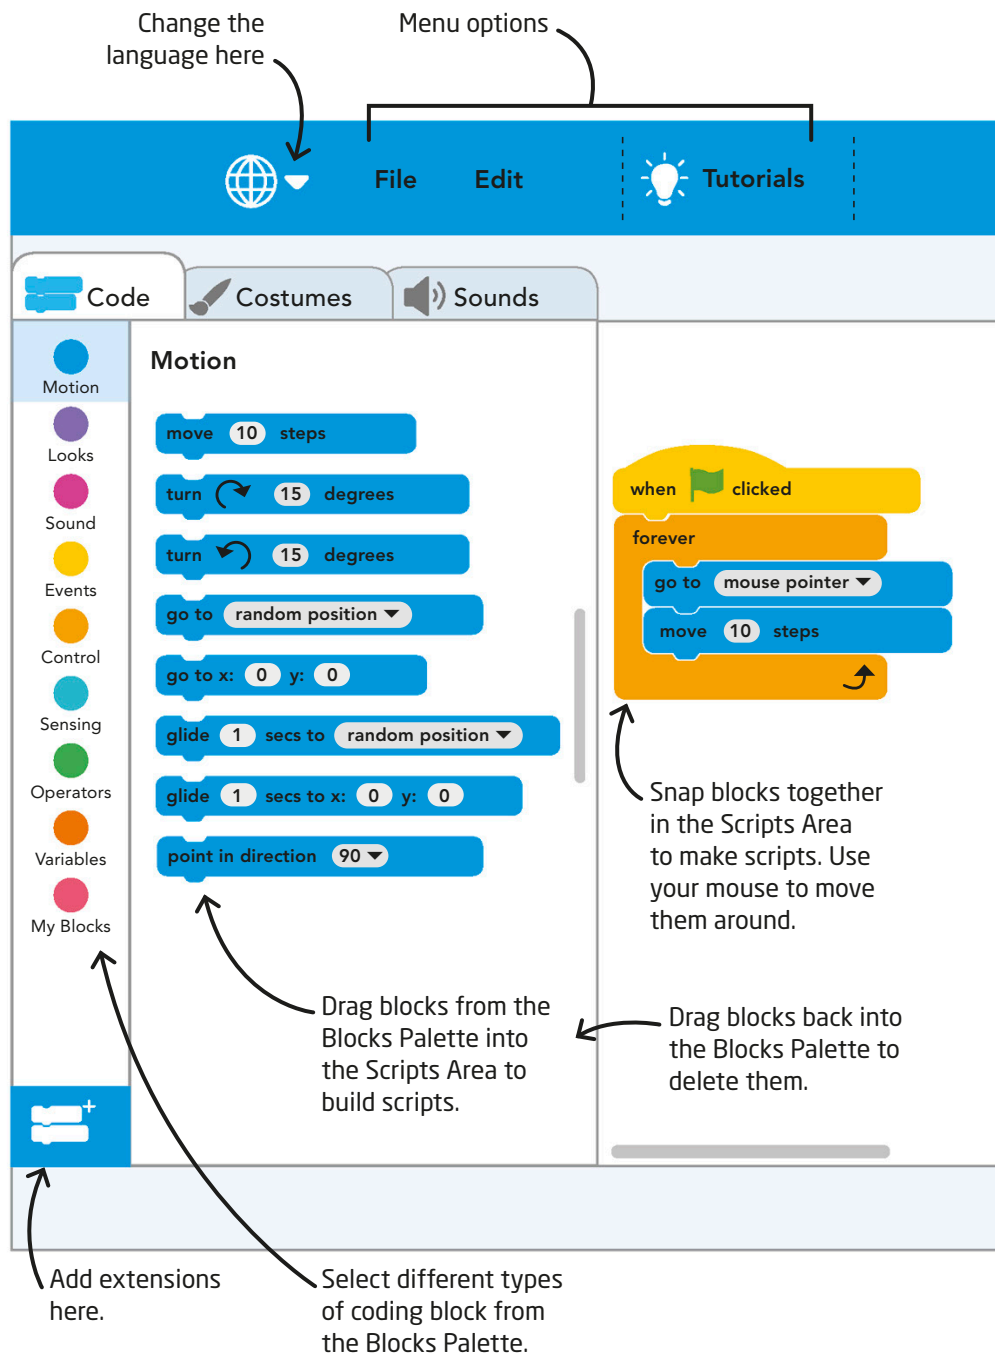 Change the
language here
Menu options
File Edit Tutorials
Code Costumes Sounds
Motion
Looks
Sound
Events
Control
Sensing
Operators
Variables
My Blocks
Motion
move 10 steps
turn 15 degrees
turn 15 degrees
go to random position
go to x: 0 y: 0
glide 1 secs to random position
glide 1 secs to x: 0 y: 0
point in direction 90
when clicked
forever
go to mouse pointer
move 10 steps
Snap blocks together
in the Scripts Area
to make scripts. Use
your mouse to move
them around.
Drag blocks from the
Blocks Palette into
the Scripts Area to
build scripts.
Drag blocks back into
the Blocks Palette to
delete them.
Add extensions
here.
Select different types
of coding block from
the Blocks Palette.